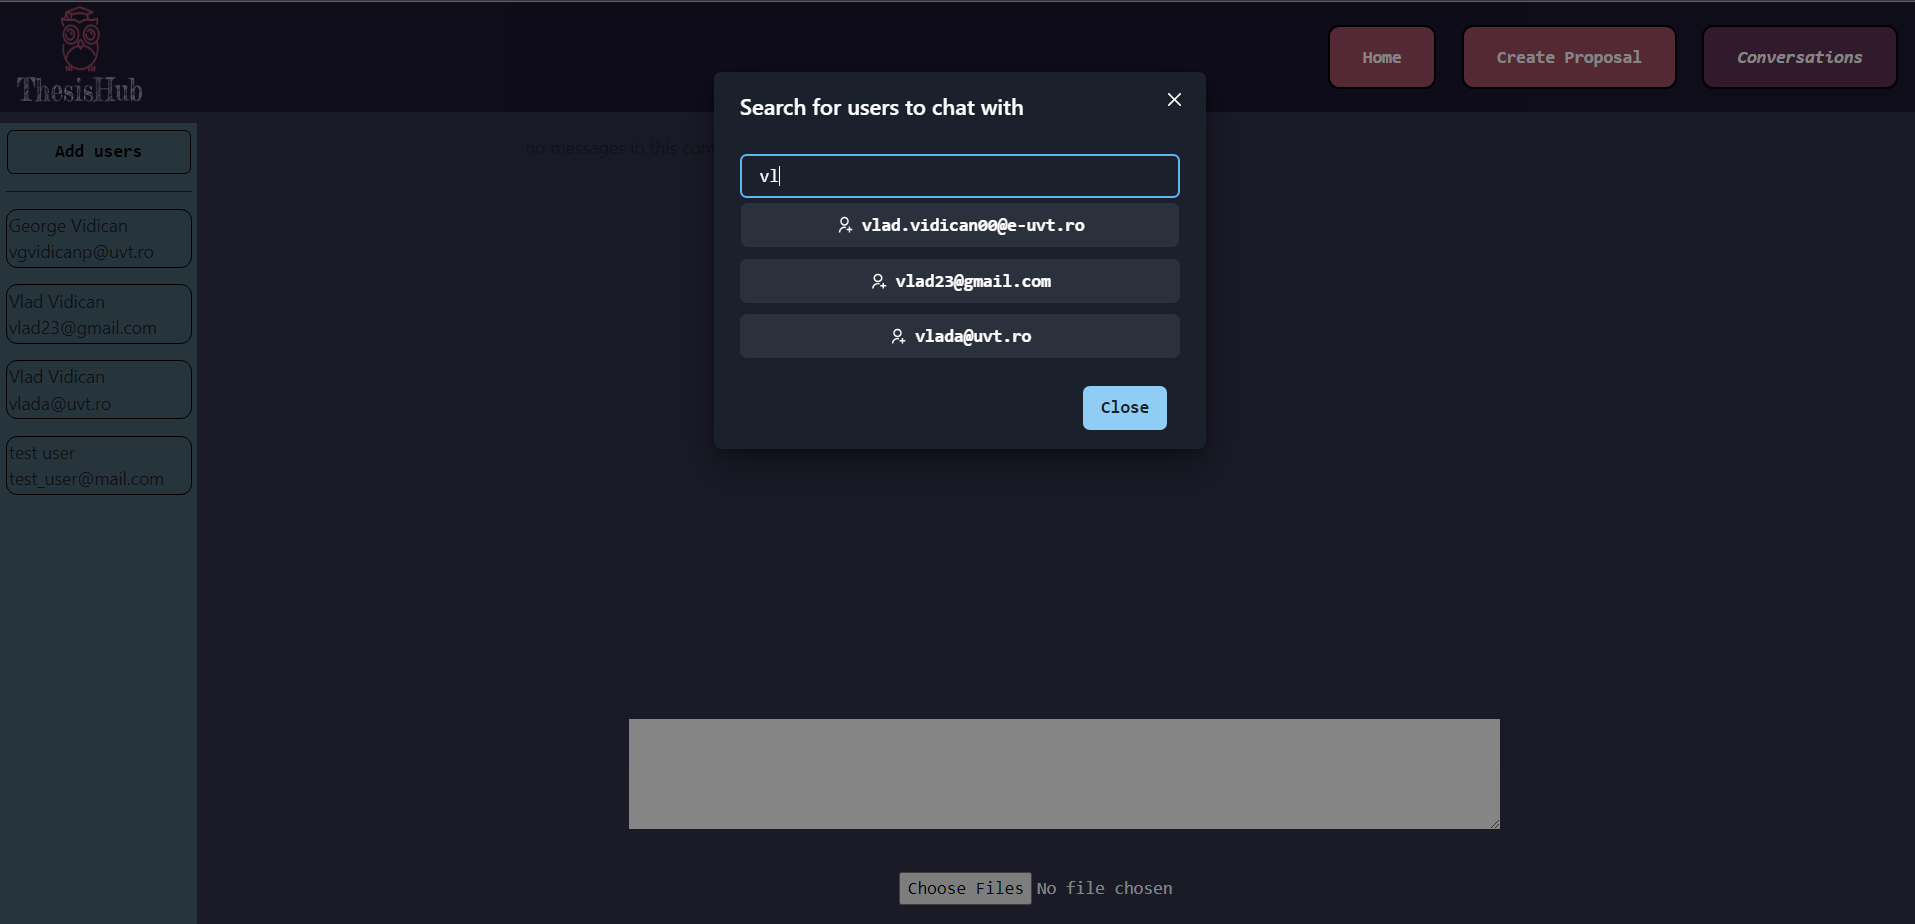 ThesisHub
Home
Create Proposal
Conversations
Add users
George Vidican
vgvidicanp@uvt.ro
Vlad Vidican
vlad23@gmail.com
Vlad Vidican
vlada@uvt.ro
test user
test_user@mail.com
no messages in this
Search for users to chat with
vl
vlad.vidican00@e-uvt.ro
vlad23@gmail.com
vlada@uvt.ro
Close
Choose Files No file chosen